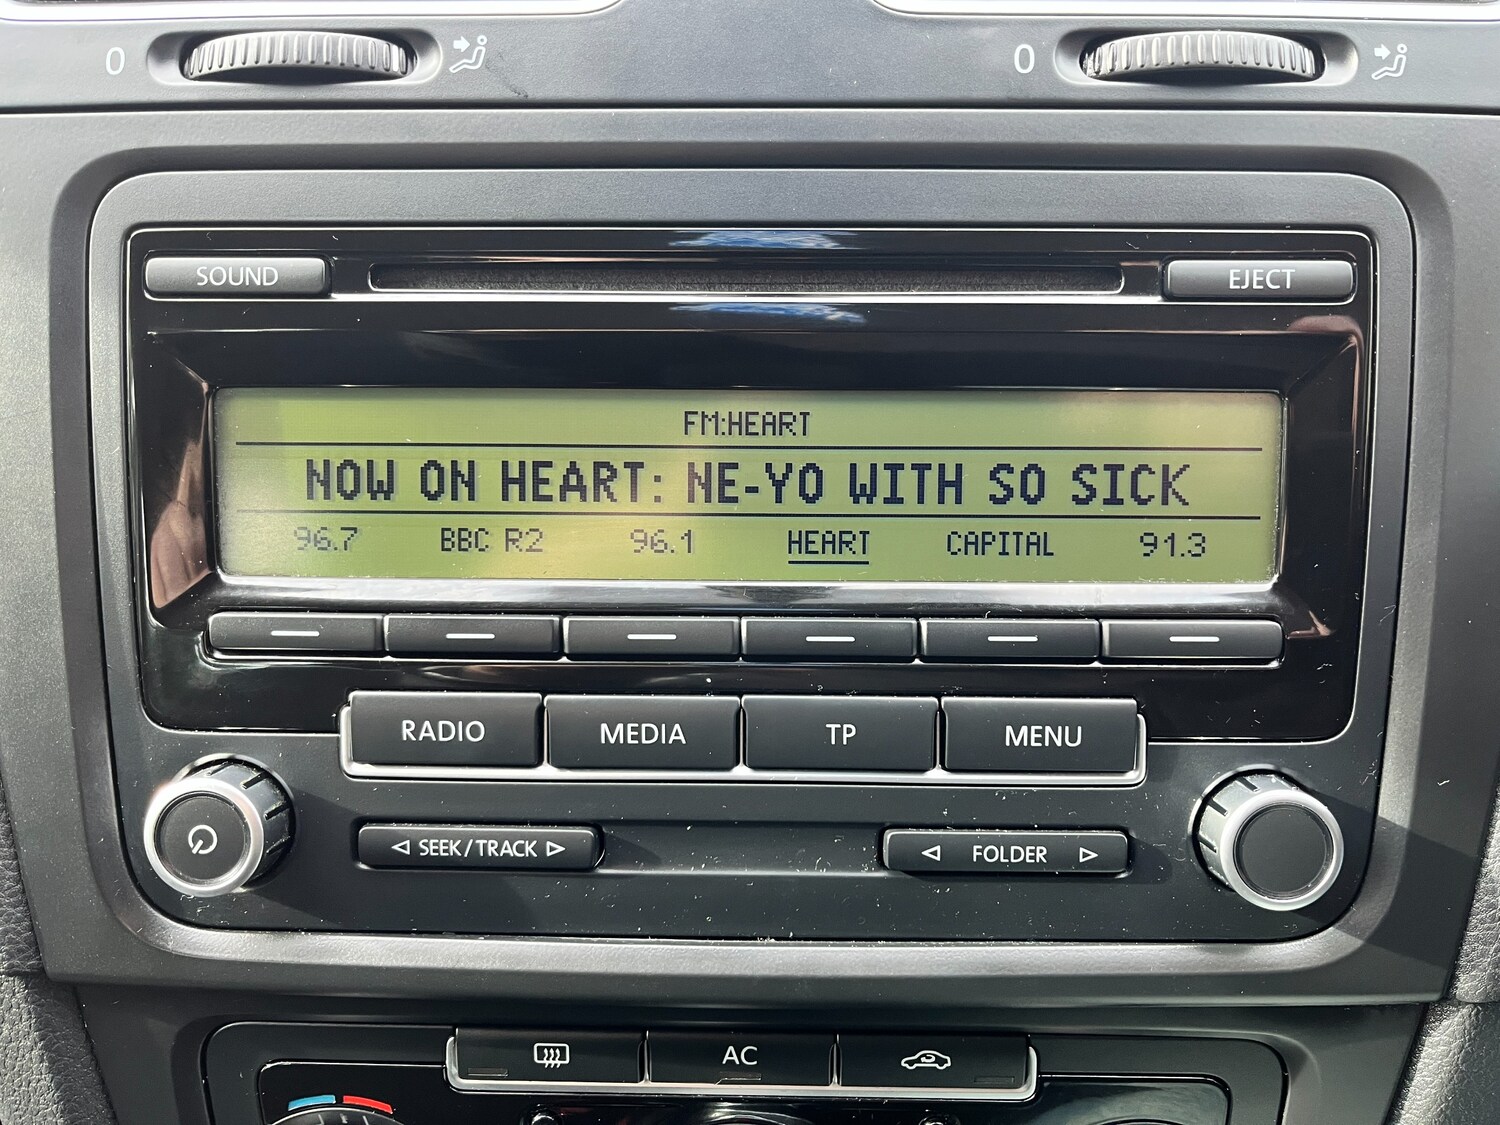 0 0
SOUND EJECT
FM:HEART
NOW ON HEART: NE-YO WITH SO SICK
96.7 BBC R2 96.1 HEART CAPITAL 91.3
RADIO MEDIA TP MENU
SEEK/TRACK FOLDER
AC